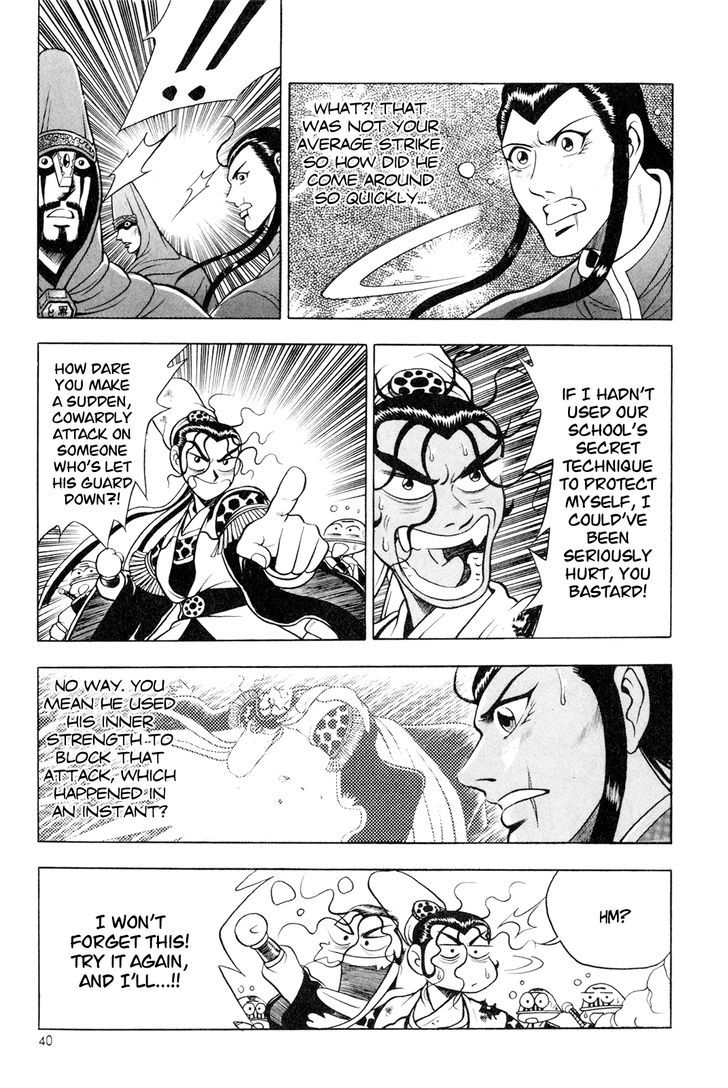 WHAT?! THAT
WAS NOT YOUR
AVERAGE STRIKE,
SO HOW DID HE
COME AROUND
SO QUICKLY...
!!
IF I HADN'T
USED OUR
SCHOOL'S
SECRET
TECHNIQUE
TO PROTECT
MYSELF, I
COULD'VE
BEEN
SERIOUSLY
HURT, YOU
BASTARD!
HOW DARE
YOU MAKE
A SUDDEN,
COWARDLY
ATTACK ON
SOMEONE
WHO'S LET
HIS GUARD
DOWN?!
NO WAY. YOU
MEAN HE USED
HIS INNER
STRENGTH TO
BLOCK THAT
ATTACK, WHICH
HAPPENED IN
AN INSTANT?
HM?
I WON'T
FORGET THIS!
TRY IT AGAIN,
AND I'LL...!!
40